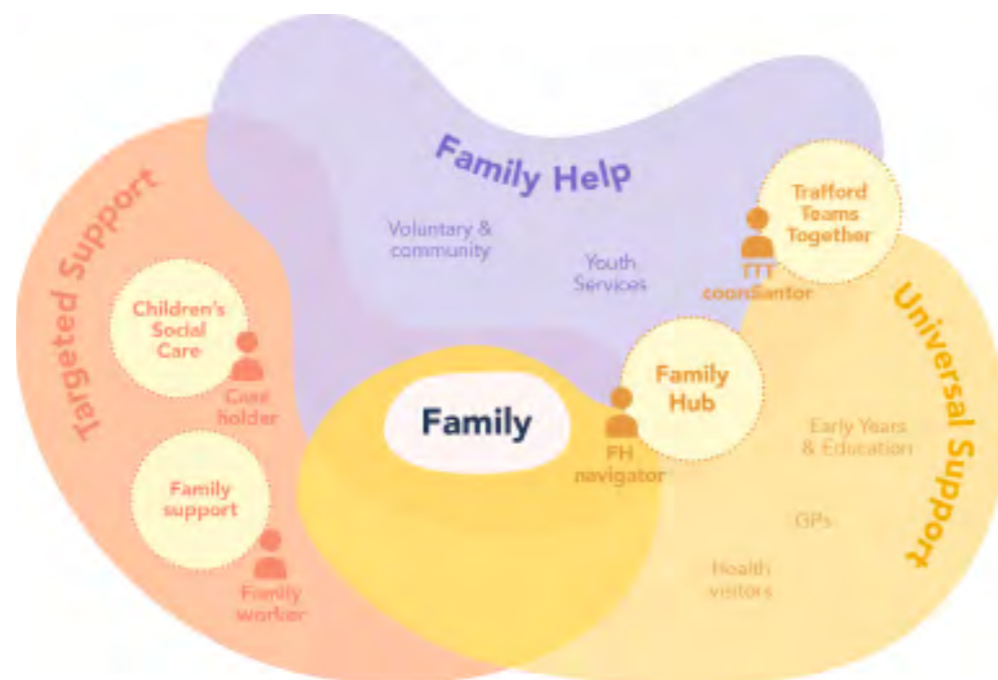 Family Help
Voluntary &
community
Youth
Services
Trafford
Teams
Together
TTT
coordiantor
Targeted Support
Children's
Social
Care
Case
holder
Family
support
Family
worker
Family
Family
Hub
FH
navigator
Universal Support
Early Years
& Education
GPs
Health
visitors